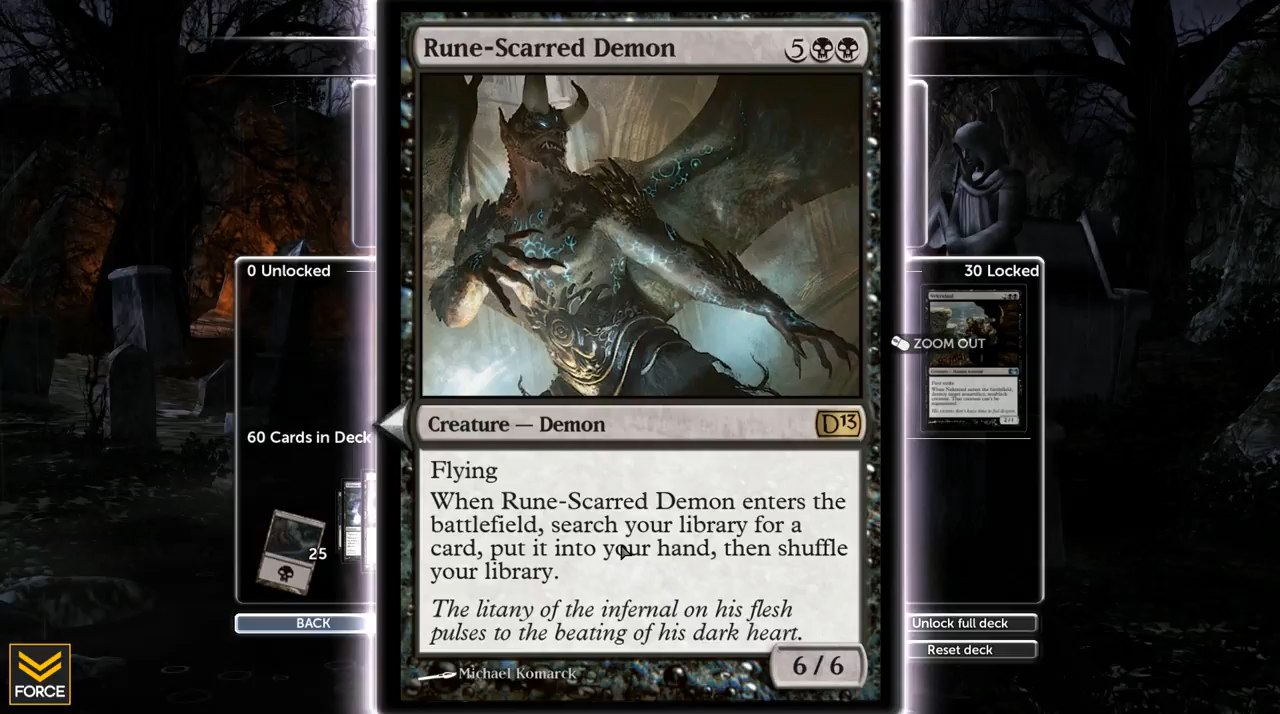 Rune-Scarred Demon 5
0 Unlocked
30 Locked
ZOOM OUT
Creature — Demon D13
60 Cards in Deck
Flying
When Rune-Scarred Demon enters the
battlefield, search your library for a
card, put it into your hand, then shuffle
your library.
The litany of the infernal on his flesh
pulses to the beating of his dark heart.
25
BACK
Unlock full deck
Reset deck
Michael Komarck
6 / 6
FORCE